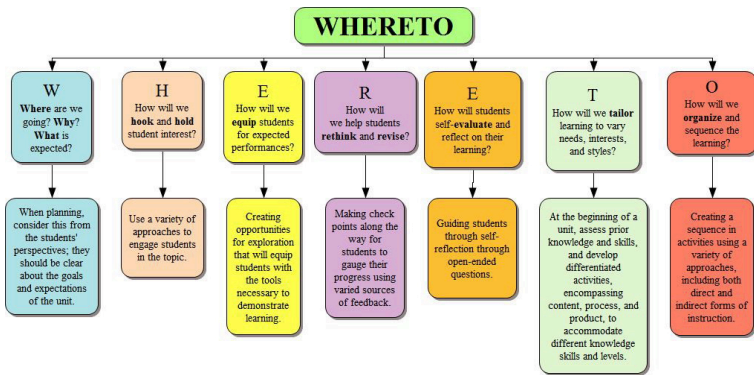 WHERETO
W
Where are we
going? Why?
What is
expected?
H
How will we
hook and hold
student interest?
E
How will we
equip students
for expected
performances?
R
How will
we help students
rethink and revise?
E
How will students
self-evaluate and
reflect on their
learning?
T
How will we tailor
learning to vary
needs, interests,
and styles?
O
How will we
organize and
sequence the
learning?
When planning,
consider this from
the students'
perspectives; they
should be clear
about the goals
and expectations
of the unit.
Use a variety of
approaches to
engage students
in the topic.
Creating
opportunities
for exploration
that will equip
students with
the tools
necessary to
demonstrate
learning.
Making check
points along the
way for
students to
gauge their
progress using
varied sources
of feedback.
Guiding students
through self-
reflection through
open-ended
questions.
At the beginning of a
unit, assess prior
knowledge and skills,
and develop
differentiated
activities,
encompassing
content, process, and
product, to
accommodate
different knowledge
skills and levels.
Creating a
sequence in
activities using
a variety of
approaches,
including both
direct and
indirect forms of
instruction.